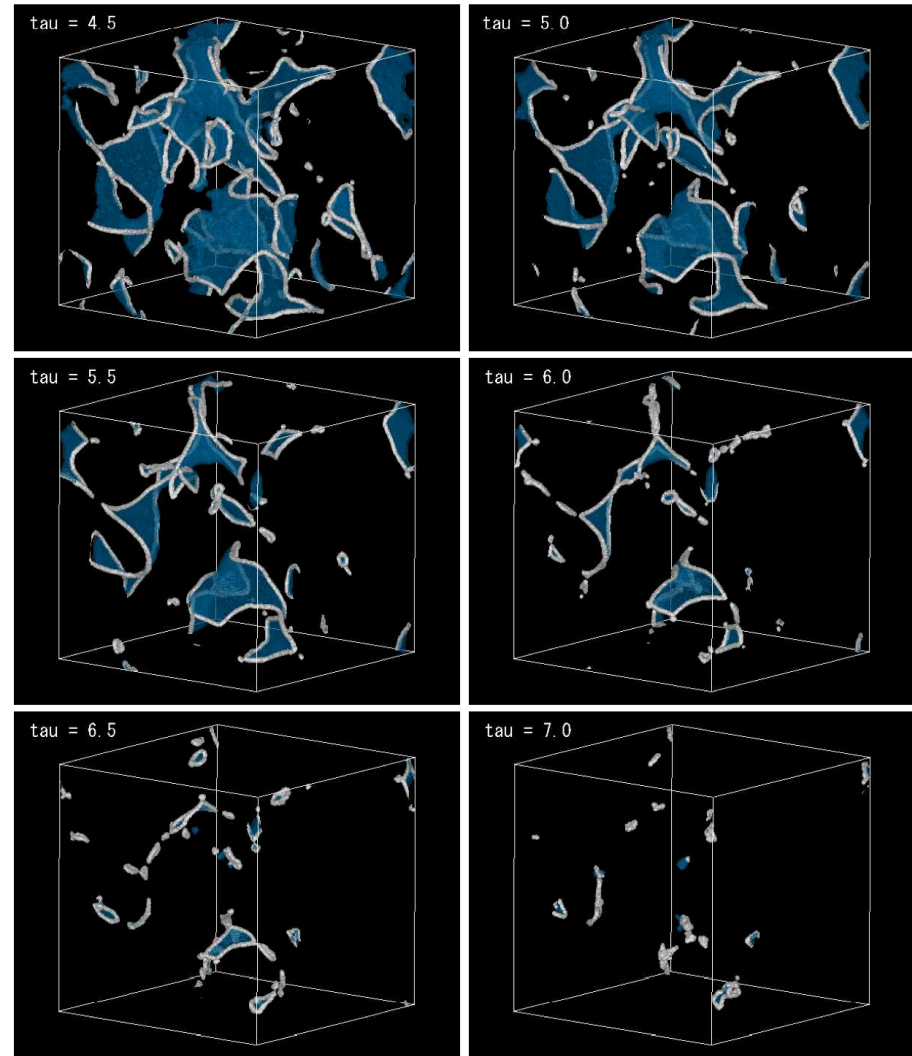 tau = 4.5
tau = 5.0
tau = 5.5
tau = 6.0
tau = 6.5
tau = 7.0